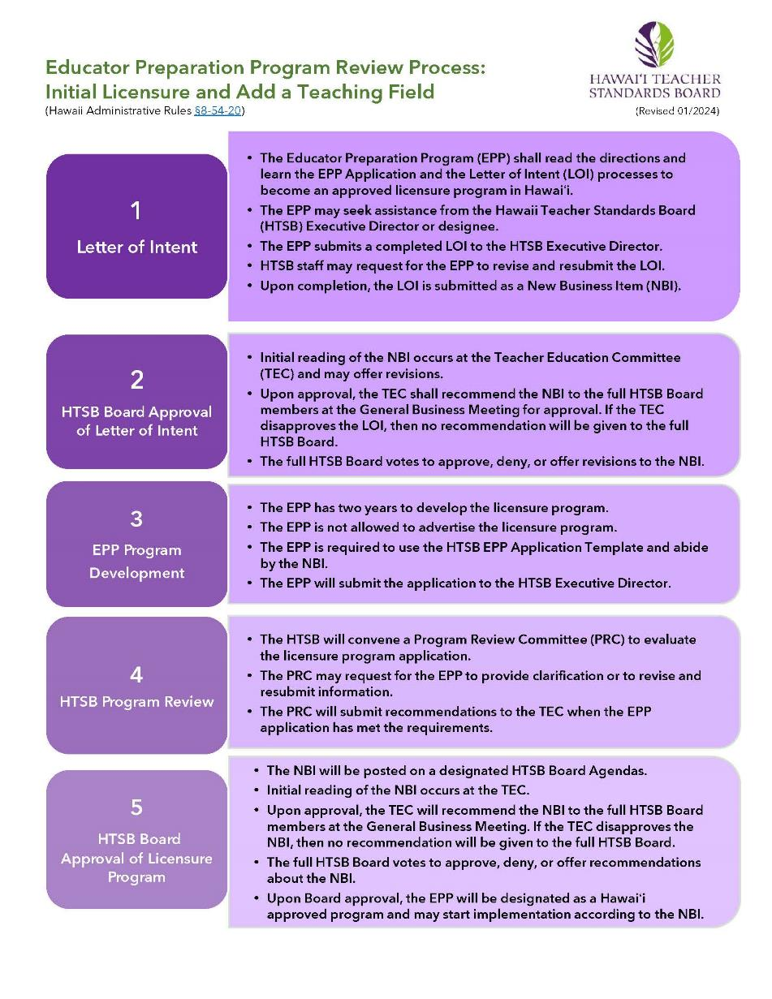 Educator Preparation Program Review Process:
Initial Licensure and Add a Teaching Field
(Hawaii Administrative Rules §8-54-20)
HAWAIʻI TEACHER
STANDARDS BOARD
(Revised 01/2024)
1
Letter of Intent
• The Educator Preparation Program (EPP) shall read the directions and
learn the EPP Application and the Letter of Intent (LOI) processes to
become an approved licensure program in Hawaiʻi.
• The EPP may seek assistance from the Hawaii Teacher Standards Board
(HTSB) Executive Director or designee.
• The EPP submits a completed LOI to the HTSB Executive Director.
• HTSB staff may request for the EPP to revise and resubmit the LOI.
• Upon completion, the LOI is submitted as a New Business Item (NBI).
2
HTSB Board Approval
of Letter of Intent
• Initial reading of the NBI occurs at the Teacher Education Committee
(TEC) and may offer revisions.
• Upon approval, the TEC shall recommend the NBI to the full HTSB Board
members at the General Business Meeting for approval. If the TEC
disapproves the LOI, then no recommendation will be given to the full
HTSB Board.
• The full HTSB Board votes to approve, deny, or offer revisions to the NBI.
3
EPP Program
Development
• The EPP has two years to develop the licensure program.
• The EPP is not allowed to advertise the licensure program.
• The EPP is required to use the HTSB EPP Application Template and abide
by the NBI.
• The EPP will submit the application to the HTSB Executive Director.
4
HTSB Program Review
• The HTSB will convene a Program Review Committee (PRC) to evaluate
the licensure program application.
• The PRC may request for the EPP to provide clarification or to revise and
resubmit information.
• The PRC will submit recommendations to the TEC when the EPP
application has met the requirements.
5
HTSB Board
Approval of Licensure
Program
• The NBI will be posted on a designated HTSB Board Agendas.
• Initial reading of the NBI occurs at the TEC.
• Upon approval, the TEC will recommend the NBI to the full HTSB Board
members at the General Business Meeting. If the TEC disapproves the
NBI, then no recommendation will be given to the full HTSB Board.
• The full HTSB Board votes to approve, deny, or offer recommendations
about the NBI.
• Upon Board approval, the EPP will be designated as a Hawaiʻi
approved program and may start implementation according to the NBI.